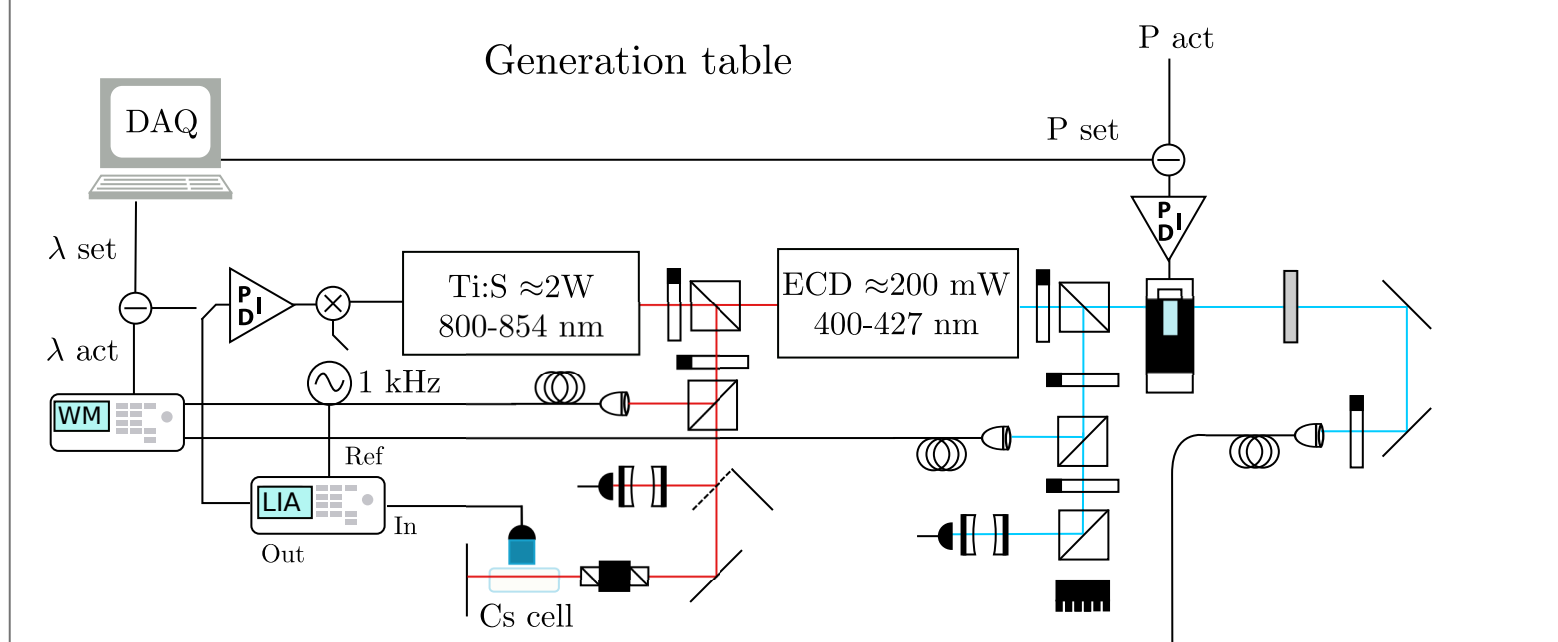 Generation table
P act
DAQ
P set
λ set
P I
D
P I
D
Ti:S ≈2W
800-854 nm
ECD ≈200 mW
400-427 nm
λ act
1 kHz
WM
Ref
LIA
In
Out
Cs cell